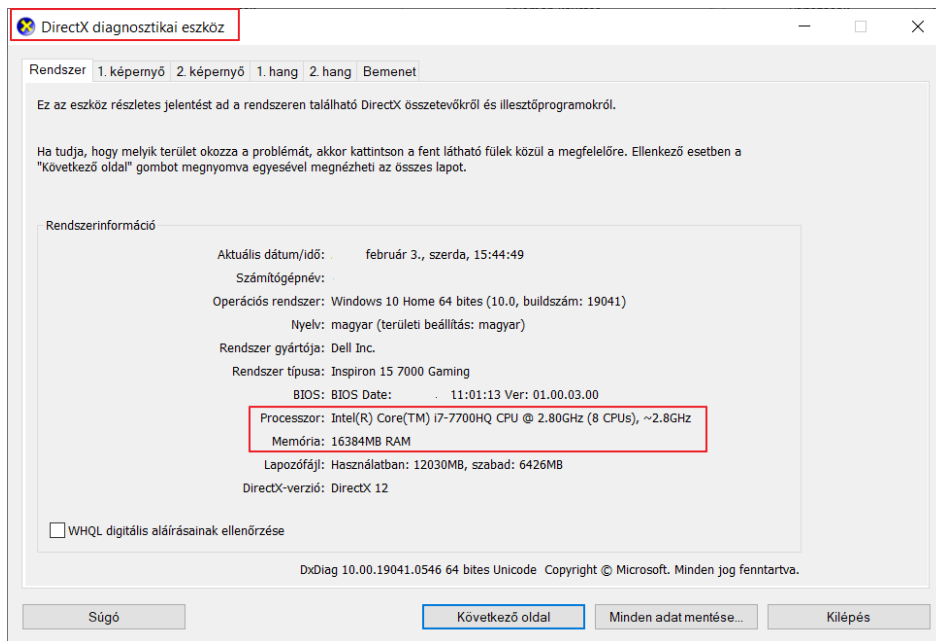 DirectX diagnosztikai eszköz
Rendszer 1. képernyő 2. képernyő 1. hang 2. hang Bemenet
Ez az eszköz részletes jelentést ad a rendszeren található DirectX összetevőkről és illesztőprogramokról.
Ha tudja, hogy melyik terület okozza a problémát, akkor kattintson a fent látható fülek közül a megfelelőre. Ellenkező esetben a
"Következő oldal" gombot megnyomva egyesével megnézheti az összes lapot.
Rendszerinformáció
Aktuális dátum/idő: február 3., szerda, 15:44:49
Számítógépnév:
Operációs rendszer: Windows 10 Home 64 bites (10.0, buildszám: 19041)
Nyelv: magyar (területi beállítás: magyar)
Rendszer gyártója: Dell Inc.
Rendszer típusa: Inspiron 15 7000 Gaming
BIOS: BIOS Date: 11:01:13 Ver: 01.00.03.00
Processzor: Intel(R) Core(TM) i7-7700HQ CPU @ 2.80GHz (8 CPUs), ~2.8GHz
Memória: 16384MB RAM
Lapozófájl: Használatban: 12030MB, szabad: 6426MB
DirectX-verzió: DirectX 12
WHQL digitális aláírásainak ellenőrzése
DxDiag 10.00.19041.0546 64 bites Unicode Copyright © Microsoft. Minden jog fenntartva.
Súgó Következő oldal Minden adat mentése... Kilépés